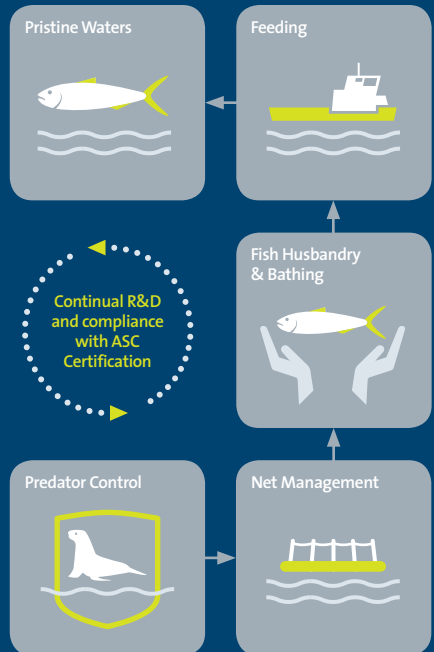 Pristine Waters
Feeding
Fish Husbandry
& Bathing
Continual R&D
and compliance
with ASC
Certification
Predator Control
Net Management